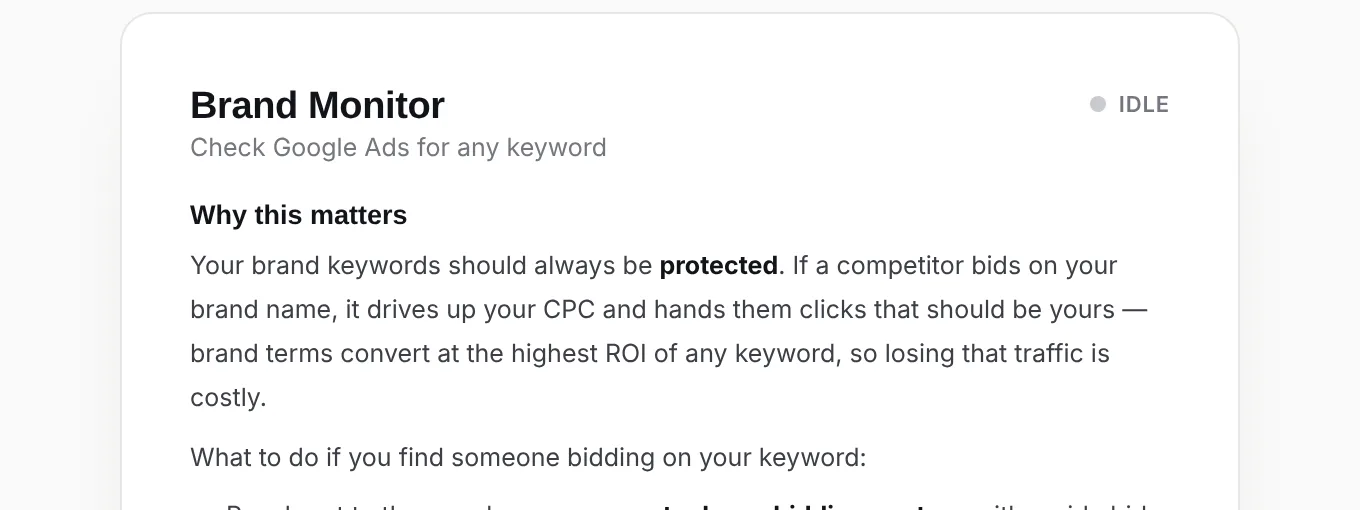 Brand Monitor
IDLE
Check Google Ads for any keyword
Why this matters
Your brand keywords should always be protected. If a competitor bids on your
brand name, it drives up your CPC and hands them clicks that should be yours —
brand terms convert at the highest ROI of any keyword, so losing that traffic is
costly.
What to do if you find someone bidding on your keyword: